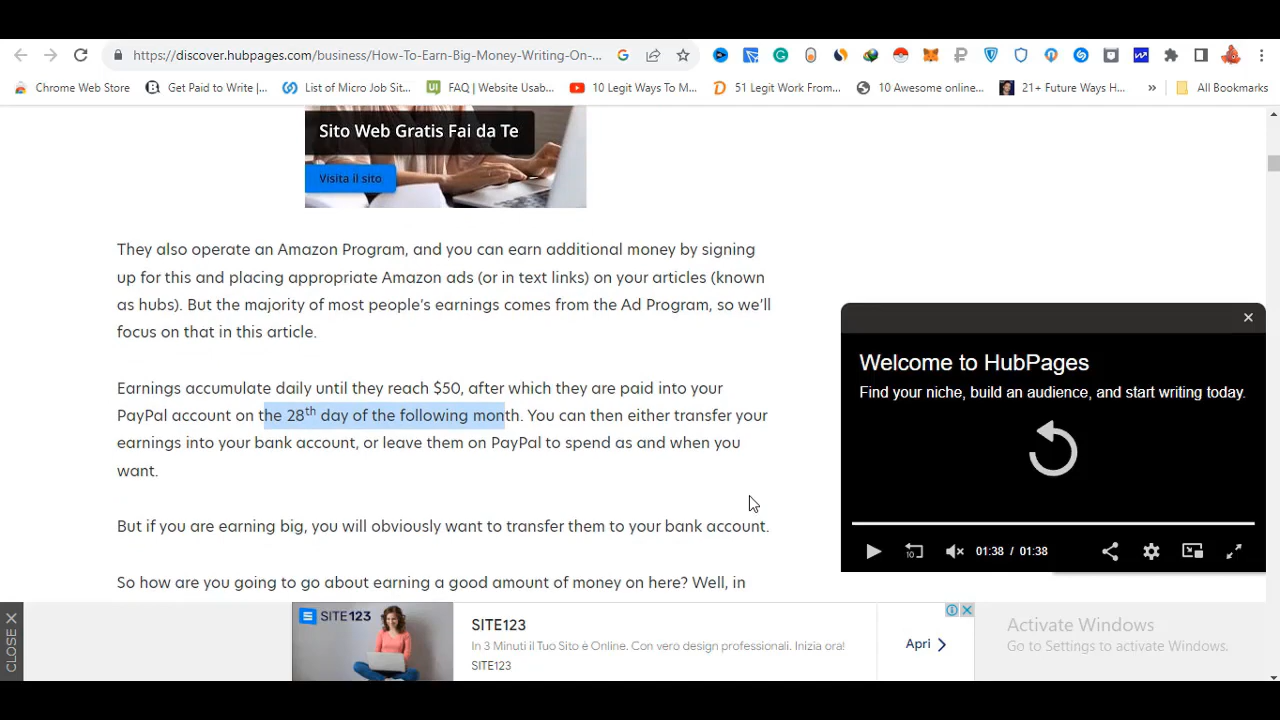 https://discover.hubpages.com/business/How-To-Earn-Big-Money-Writing-On-...
Chrome Web Store
Get Paid to Write |...
List of Micro Job Sit...
FAQ | Website Usab...
10 Legit Ways To M...
51 Legit Work From...
10 Awesome online...
21+ Future Ways H...
»
All Bookmarks
Sito Web Gratis Fai da Te
Visita il sito
They also operate an Amazon Program, and you can earn additional money by signing
up for this and placing appropriate Amazon ads (or in text links) on your articles (known
as hubs). But the majority of most people's earnings comes from the Ad Program, so we'll
focus on that in this article.
Earnings accumulate daily until they reach $50, after which they are paid into your
PayPal account on the 28th day of the following month. You can then either transfer your
earnings into your bank account, or leave them on PayPal to spend as and when you
want.
But if you are earning big, you will obviously want to transfer them to your bank account.
So how are you going to go about earning a good amount of money on here? Well, in
Welcome to HubPages
Find your niche, build an audience, and start writing today.
10
01:38 / 01:38
CLOSE X
SITE123
SITE123
In 3 Minuti il Tuo Sito è Online. Con vero design professionali. Inizia ora!
SITE123
Apri
Activate Windows
Go to Settings to activate Windows.